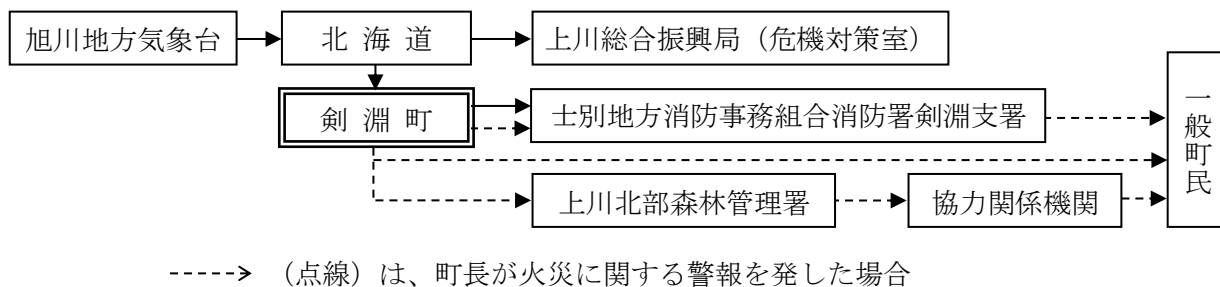 旭川地方気象台
北 海 道
上川総合振興局（危機対策室）
剣 淵 町
士別地方消防事務組合消防署剣淵支署
一般町民
上川北部森林管理署
協力関係機関
（点線）は、町長が火災に関する警報を発した場合